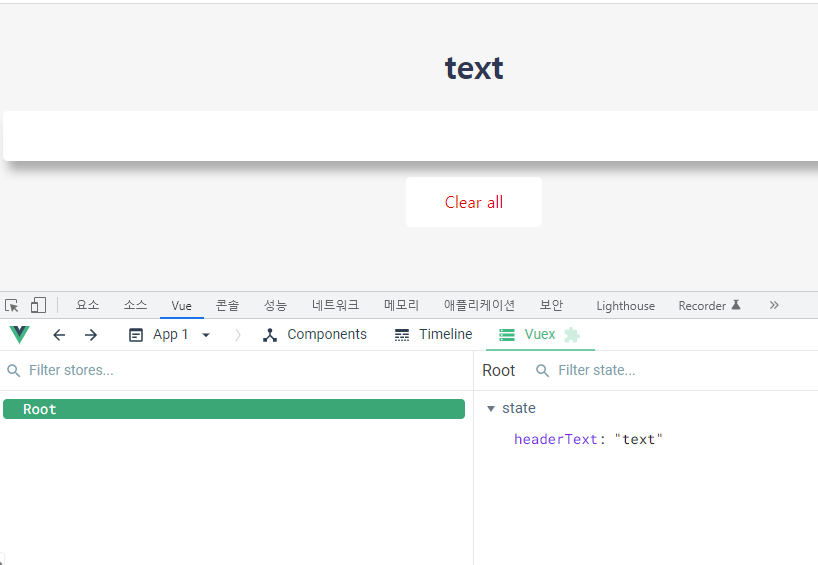 text
Clear all
요소 소스 Vue 콘솔 성능 네트워크 메모리 애플리케이션 보안 Lighthouse Recorder »
App 1 Components Timeline Vuex
Filter stores... Root Filter state...
Root
state
headerText: "text"